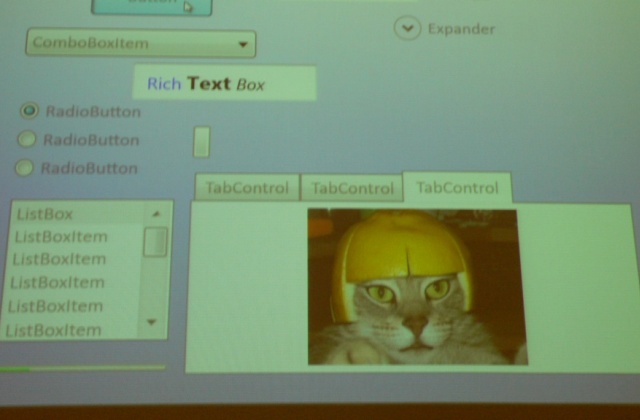 Button
Expander
ComboBoxItem
Rich Text Box
RadioButton
RadioButton
RadioButton
TabControl TabControl TabControl
ListBox
ListBoxItem
ListBoxItem
ListBoxItem
ListBoxItem
ListBoxItem